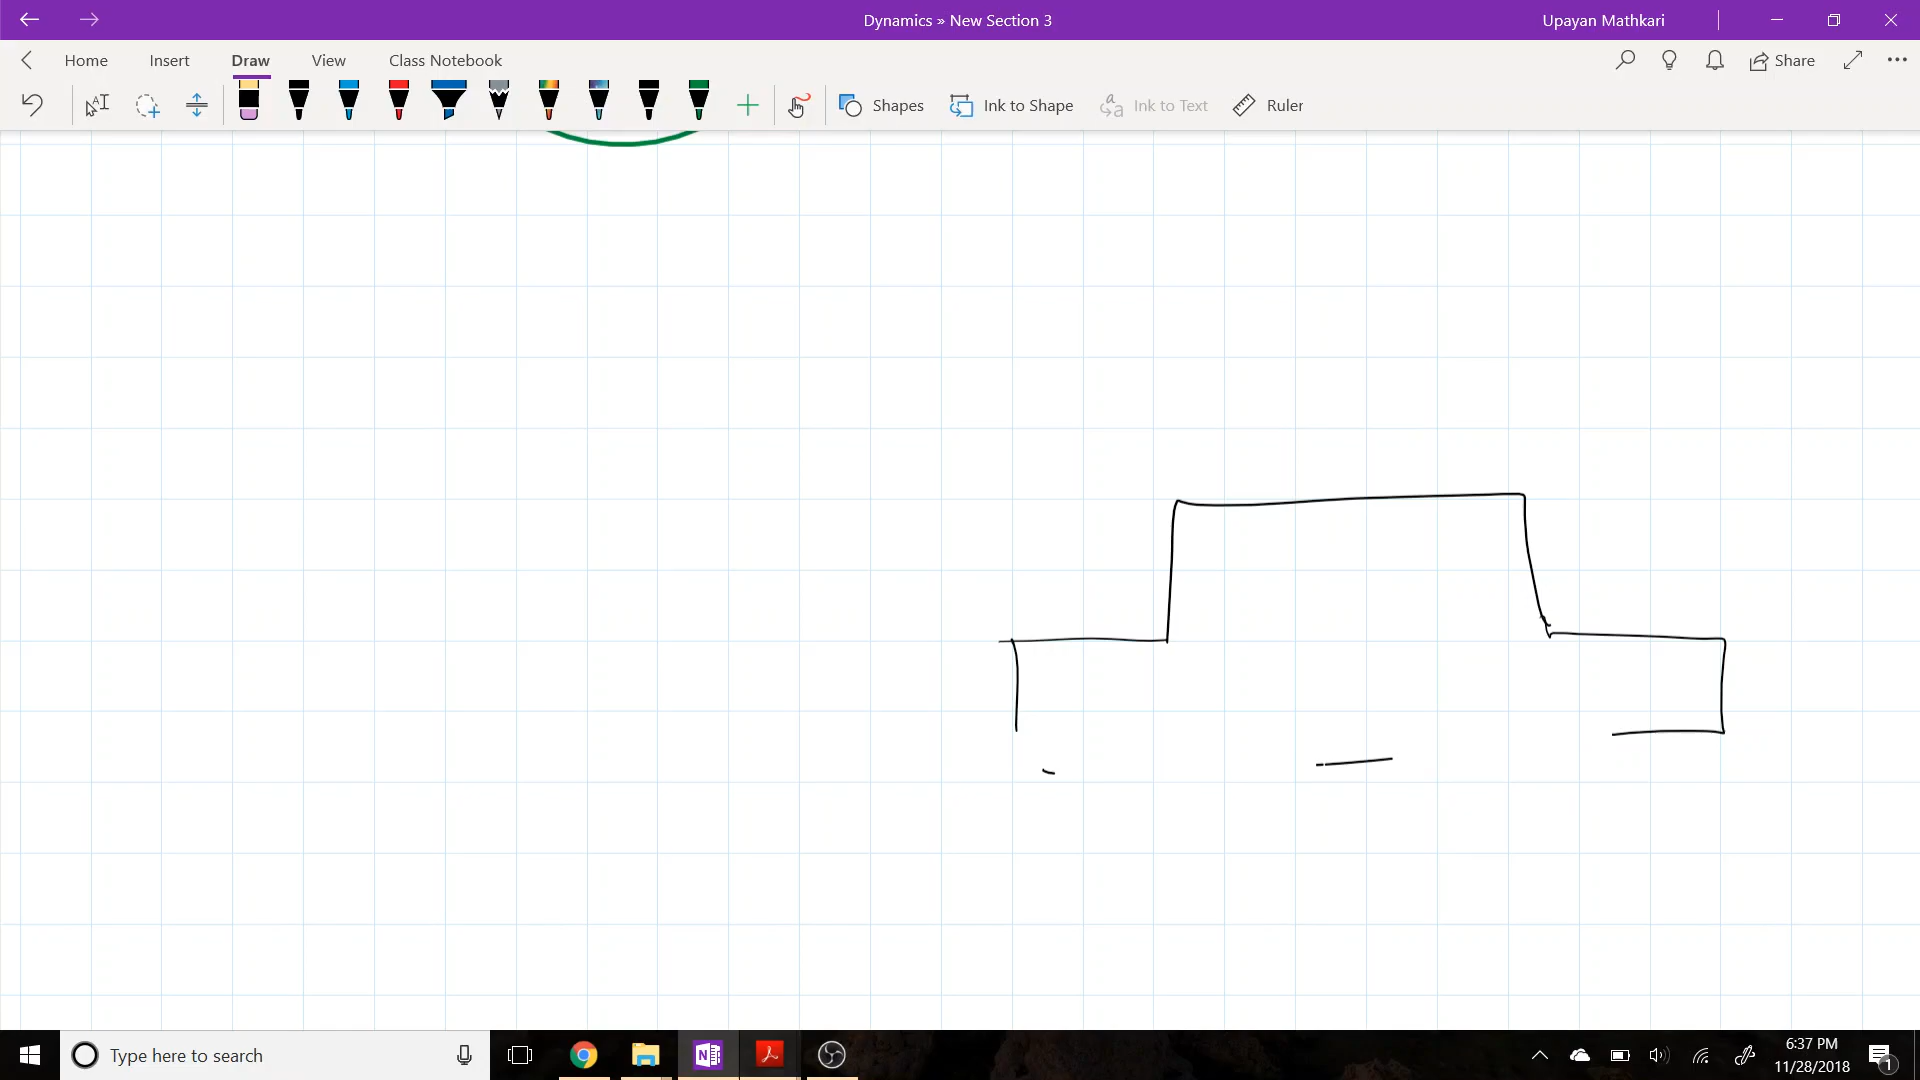 Dynamics » New Section 3
Upayan Mathkari
Home
Insert
Draw
View
Class Notebook
Share
Shapes
Ink to Shape
Ink to Text
Ruler
Type here to search
6:37 PM
11/28/2018
1